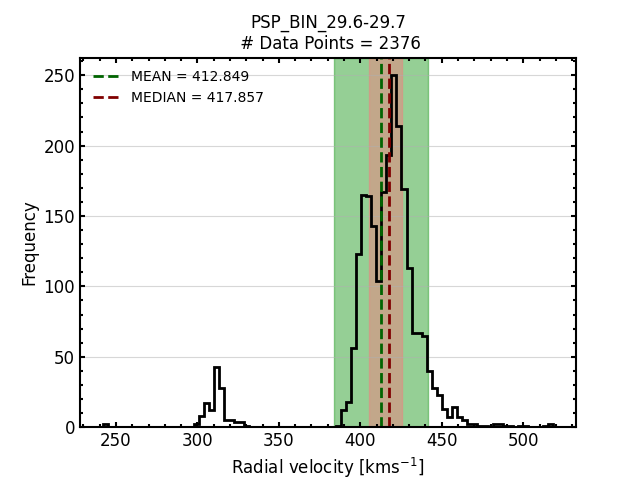 PSP_BIN_29.6-29.7
# Data Points = 2376
MEAN = 412.849
MEDIAN = 417.857
250
200
150
100
50
0
Frequency
250 300 350 400 450 500
Radial velocity [kms⁻¹]